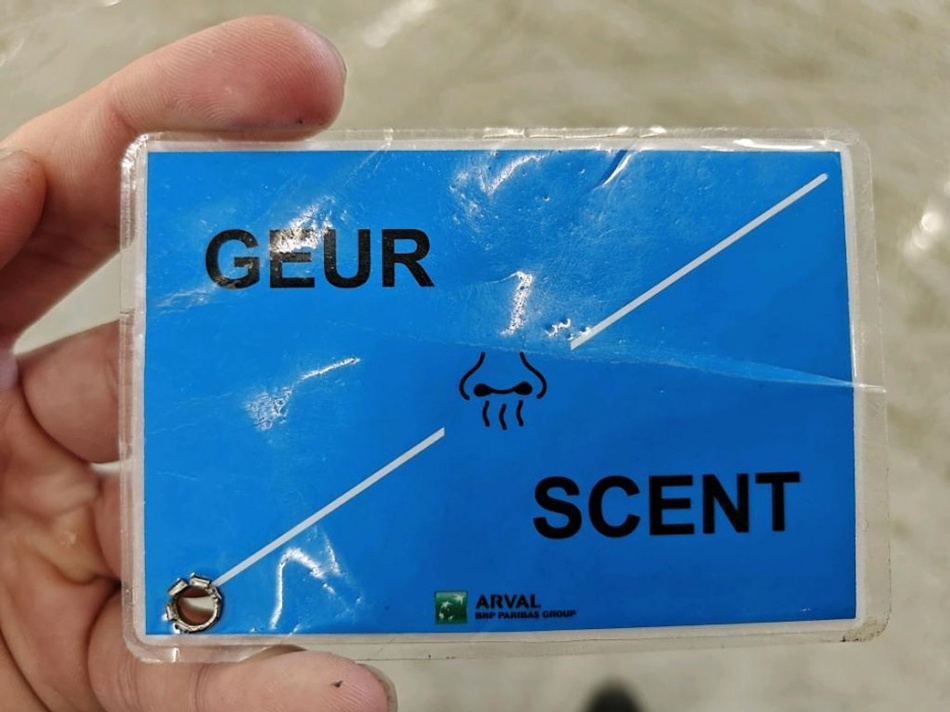 GEUR
SCENT
ARVAL
BNP PARIBAS GROUP